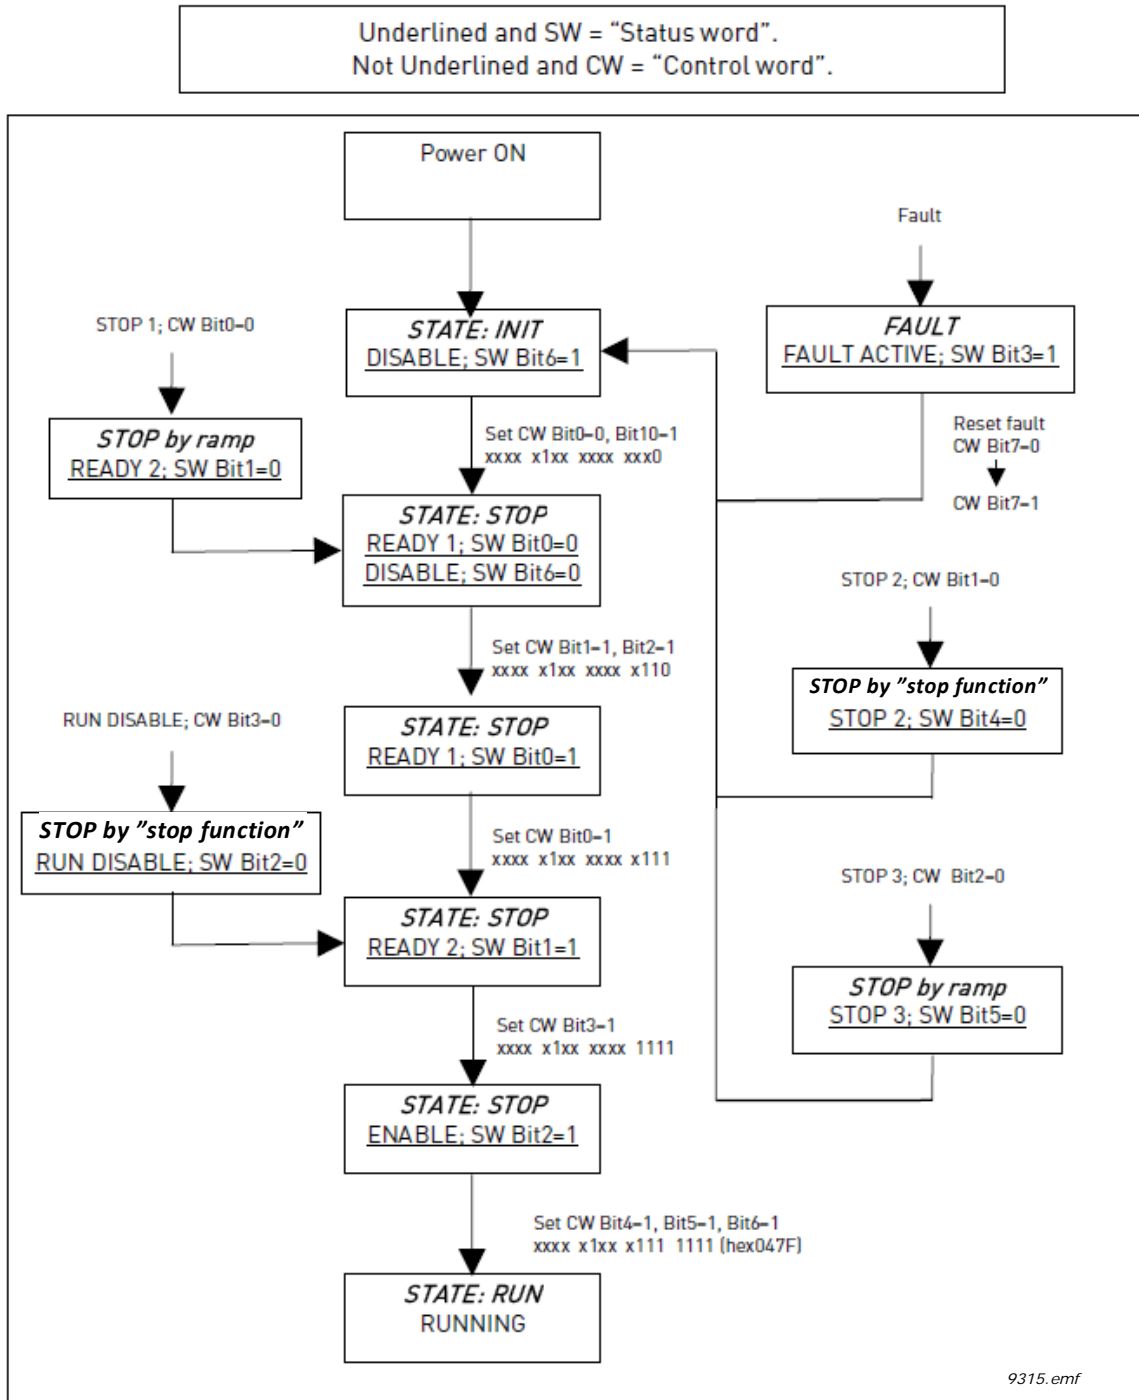 Underlined and SW = “Status word”.
Not Underlined and CW = “Control word”.
Power ON
Fault
STOP 1; CW Bit0–0
STATE: INIT
DISABLE; SW Bit6=1
FAULT
FAULT ACTIVE; SW Bit3=1
STOP by ramp
READY 2; SW Bit1=0
Set CW Bit0–0, Bit10–1
xxxx x1xx xxxx xxx0
Reset fault
CW Bit7–0
CW Bit7–1
STATE: STOP
READY 1; SW Bit0=0
DISABLE; SW Bit6=0
STOP 2; CW Bit1–0
Set CW Bit1–1, Bit2–1
xxxx x1xx xxxx x110
STOP by ”stop function”
STOP 2; SW Bit4=0
RUN DISABLE; CW Bit3–0
STATE: STOP
READY 1; SW Bit0=1
STOP by ”stop function”
RUN DISABLE; SW Bit2=0
Set CW Bit0–1
xxxx x1xx xxxx x111
STOP 3; CW Bit2–0
STATE: STOP
READY 2; SW Bit1=1
STOP by ramp
STOP 3; SW Bit5=0
Set CW Bit3–1
xxxx x1xx xxxx 1111
STATE: STOP
ENABLE; SW Bit2=1
Set CW Bit4–1, Bit5–1, Bit6–1
xxxx x1xx x111 1111 (hex047F)
STATE: RUN
RUNNING
9315.emf